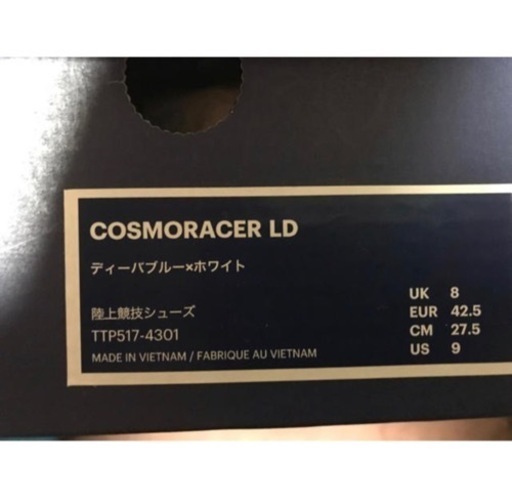 COSMORACER LD
ディーバブルー×ホワイト
陸上競技シューズ
TTP517-4301
MADE IN VIETNAM / FABRIQUE AU VIETNAM
UK 8
EUR 42.5
CM 27.5
US 9